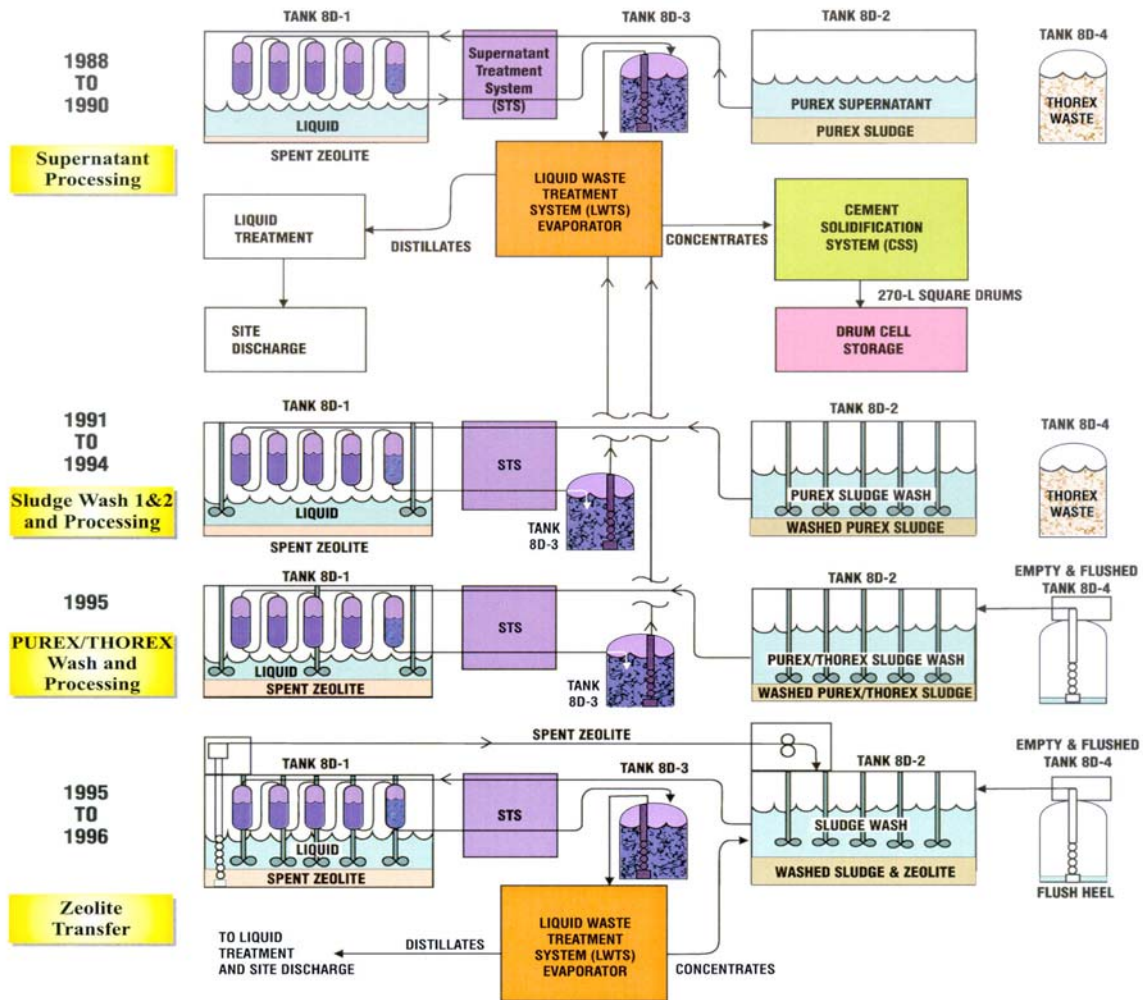 TANK 8D-1
TANK 8D-3
TANK 8D-2
TANK 8D-4
1988
TO
1990
Supernatant
Treatment
System
(STS)
LIQUID
SPENT ZEOLITE
PUREX SUPERNATANT
PUREX SLUDGE
THOREX
WASTE
Supernatant
Processing
LIQUID WASTE
TREATMENT
SYSTEM (LWTS)
EVAPORATOR
LIQUID
TREATMENT
DISTILLATES
CONCENTRATES
CEMENT
SOLIDIFICATION
SYSTEM (CSS)
270-L SQUARE DRUMS
SITE
DISCHARGE
DRUM CELL
STORAGE
1991
TO
1994
TANK 8D-1
TANK 8D-2
TANK 8D-4
STS
LIQUID
SPENT ZEOLITE
TANK
8D-3
PUREX SLUDGE WASH
WASHED PUREX SLUDGE
THOREX
WASTE
Sludge Wash 1&2
and Processing
1995
TANK 8D-1
TANK 8D-2
EMPTY & FLUSHED
TANK 8D-4
STS
LIQUID
SPENT ZEOLITE
TANK
8D-3
PUREX/THOREX SLUDGE WASH
WASHED PUREX/THOREX SLUDGE
PUREX/THOREX
Wash and
Processing
SPENT ZEOLITE
1995
TO
1996
TANK 8D-1
TANK 8D-3
TANK 8D-2
EMPTY & FLUSHED
TANK 8D-4
STS
LIQUID
SPENT ZEOLITE
SLUDGE WASH
WASHED SLUDGE & ZEOLITE
FLUSH HEEL
Zeolite
Transfer
TO LIQUID
TREATMENT
AND SITE DISCHARGE
DISTILLATES
LIQUID WASTE
TREATMENT
SYSTEM (LWTS)
EVAPORATOR
CONCENTRATES